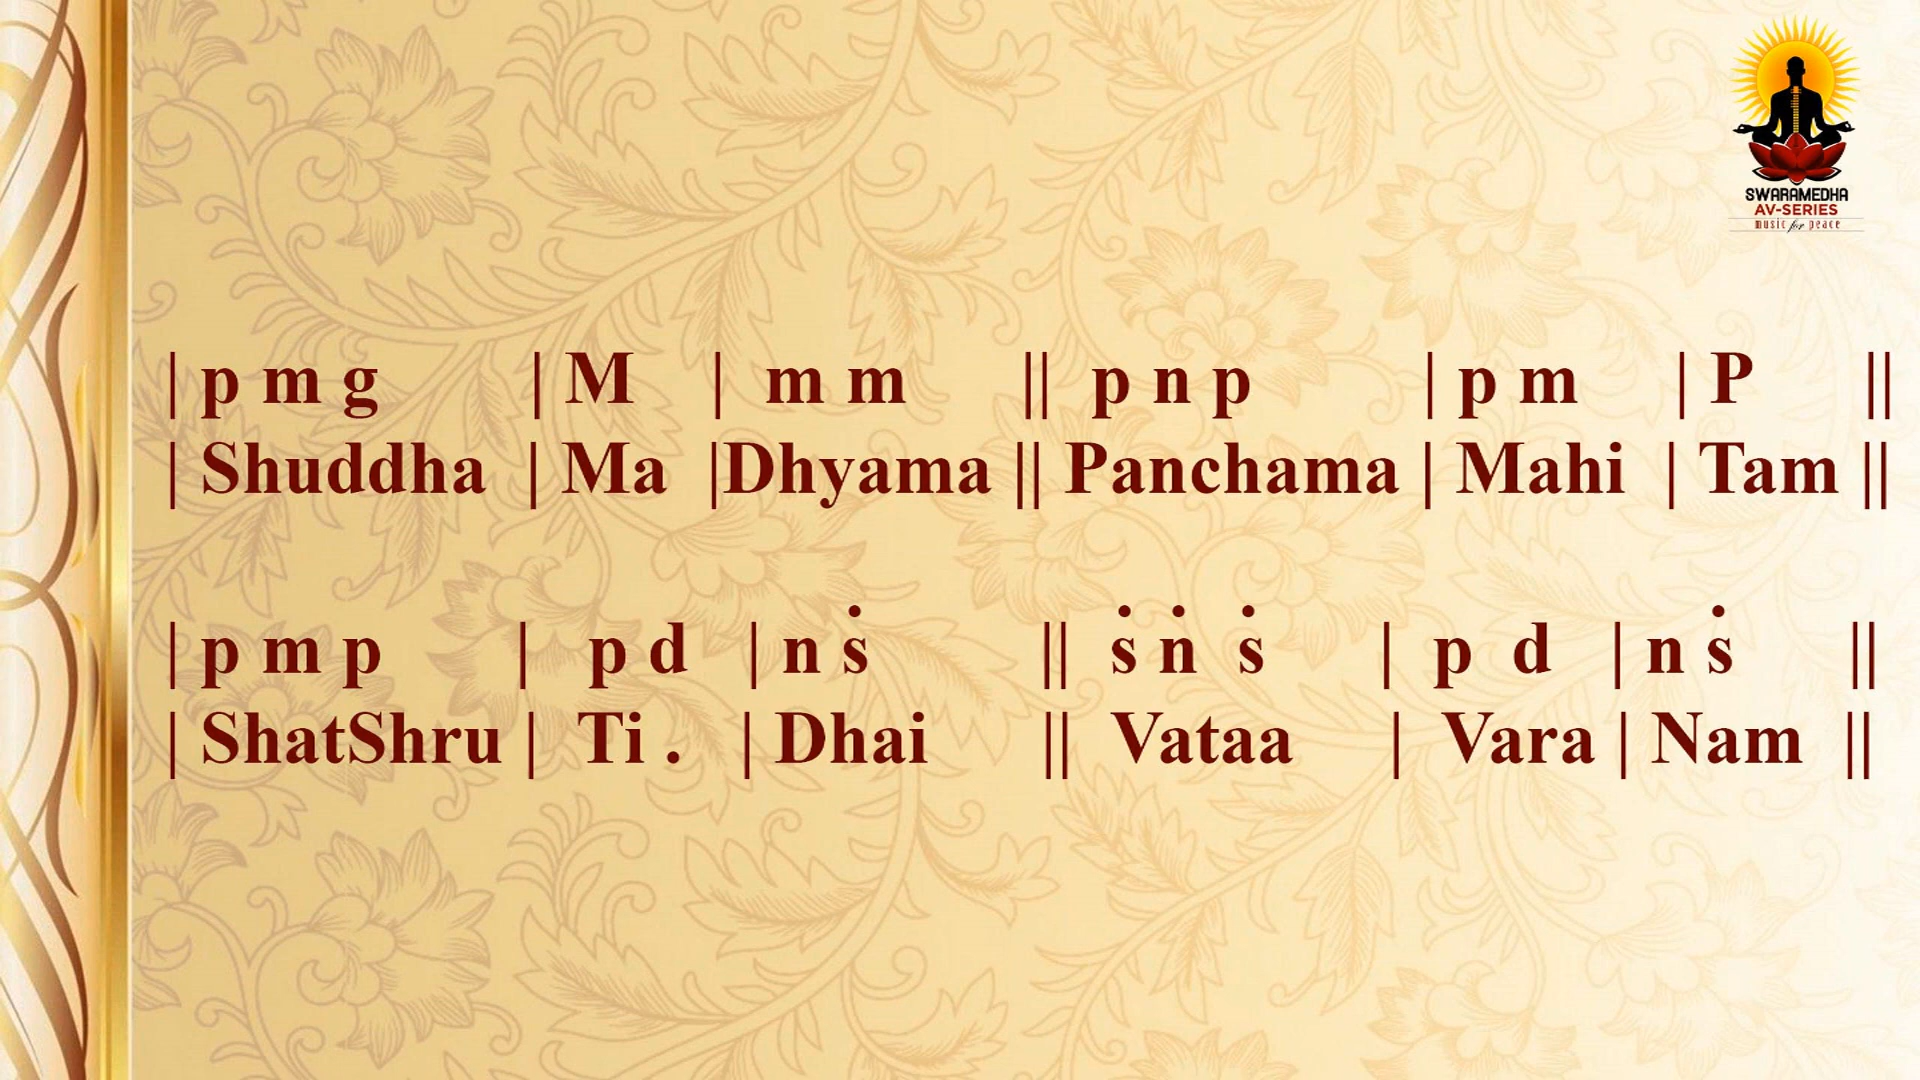 SWARAMEDHA
AV-SERIES
music for peace
| p m g | M | m m || p n p | p m | P ||
| Shuddha | Ma |Dhyama || Panchama | Mahi | Tam ||
| p m p | p d | n ṡ || ṡ ṅ ṡ | p d | n ṡ ||
| ShatShru | Ti . | Dhai || Vataa | Vara | Nam ||